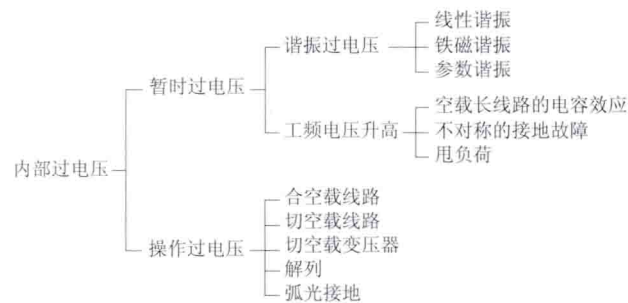 内部过电压
暂时过电压
谐振过电压
线性谐振
铁磁谐振
参数谐振
工频电压升高
空载长线路的电容效应
不对称的接地故障
甩负荷
操作过电压
合空载线路
切空载线路
切空载变压器
解列
弧光接地